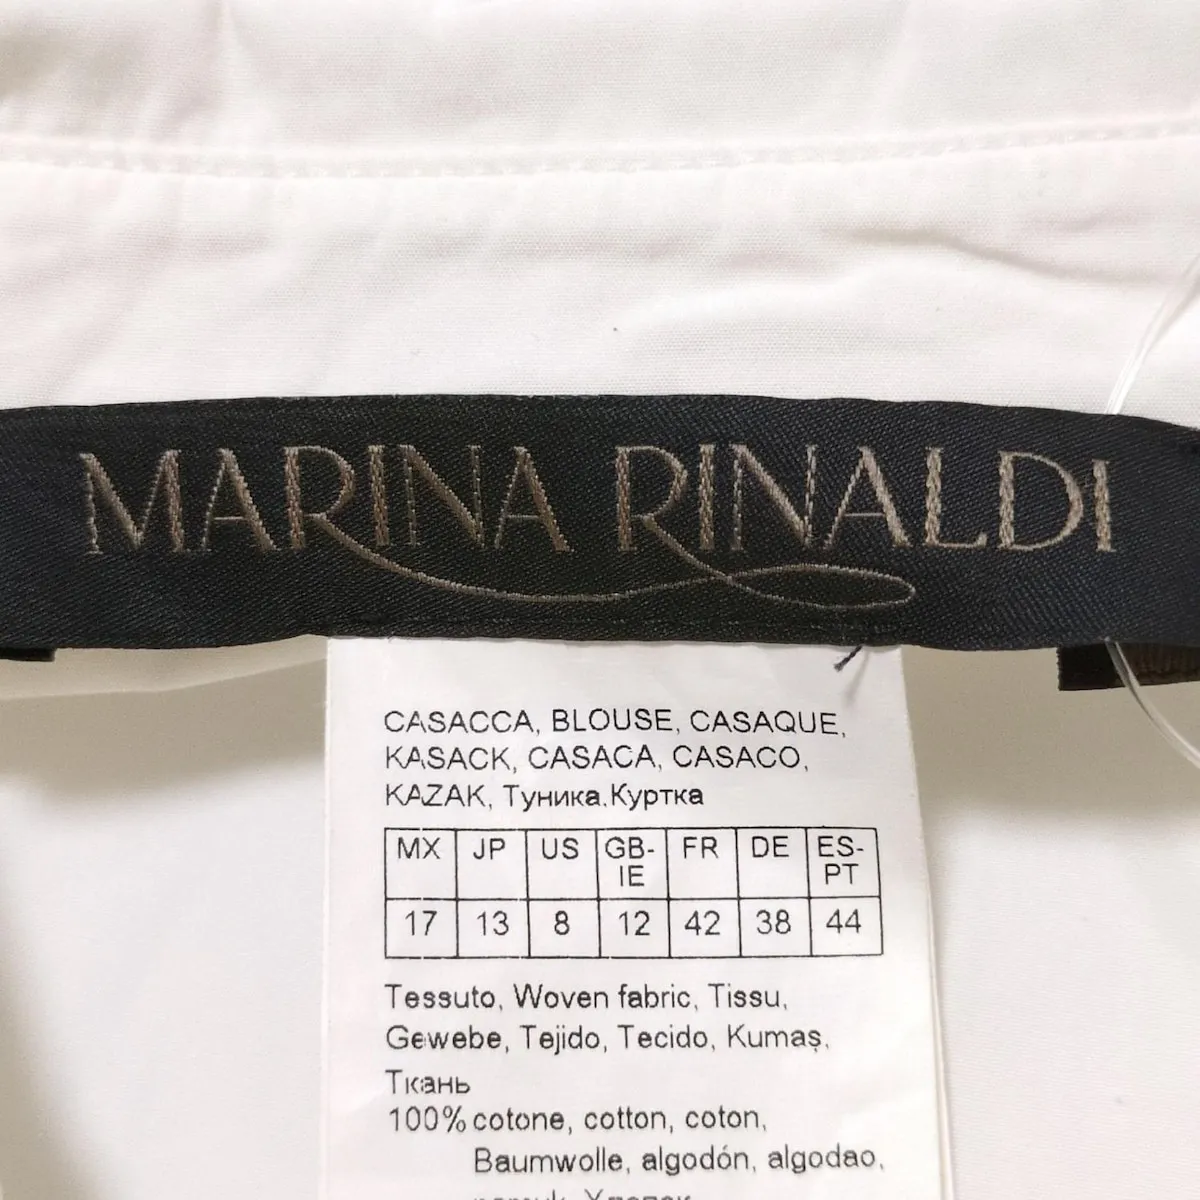 MARINA RINALDI
CASACCA, BLOUSE, CASAQUE,
KASACK, CASACA, CASACO,
KAZAK, Туника.Куртка
MX JP US GB-IE FR DE ES-PT
17 13 8 12 42 38 44
Tessuto, Woven fabric, Tissu,
Gewebe, Tejido, Tecido, Kumaş,
Ткань
100% cotone, cotton, coton,
Baumwolle, algodón, algodao,